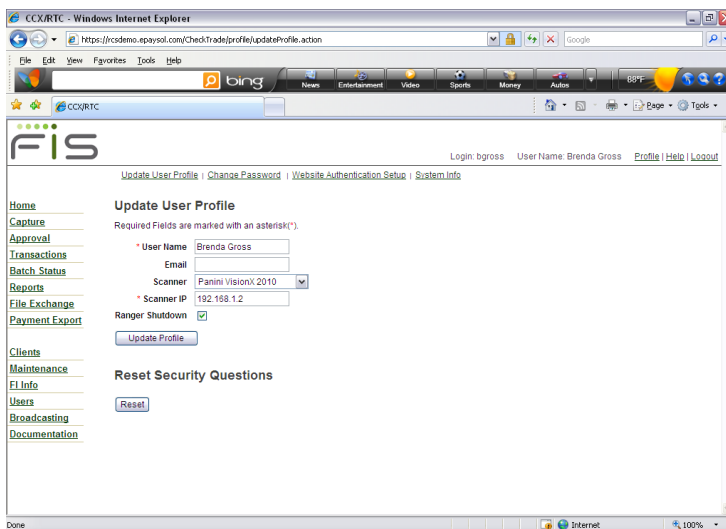 CCX/RTC - Windows Internet Explorer
https://rcsdemo.epaysol.com/CheckTrade/profile/updateProfile.action
Google
File Edit View Favorites Tools Help
bing News Entertainment Video Sports Money Autos 88°F
CCX/RTC Page Tools
FIS
Login: bgross User Name: Brenda Gross Profile | Help | Logout
Update User Profile | Change Password | Website Authentication Setup | System Info
Home
Capture
Approval
Transactions
Batch Status
Reports
File Exchange
Payment Export
Clients
Maintenance
FI Info
Users
Broadcasting
Documentation
Update User Profile
Required Fields are marked with an asterisk(*).
* User Name Brenda Gross
Email
Scanner Panini VisionX 2010
* Scanner IP 192.168.1.2
Ranger Shutdown
Update Profile
Reset Security Questions
Reset
Done Internet 100%